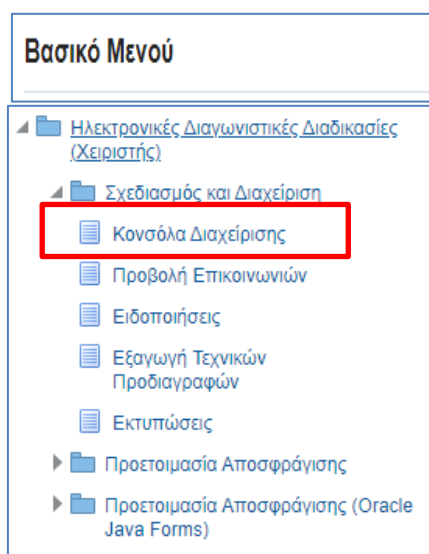 Βασικό Μενού
Ηλεκτρονικές Διαγωνιστικές Διαδικασίες
(Χειριστής)
Σχεδιασμός και Διαχείριση
Κονσόλα Διαχείρισης
Προβολή Επικοινωνιών
Ειδοποιήσεις
Εξαγωγή Τεχνικών
Προδιαγραφών
Εκτυπώσεις
Προετοιμασία Αποσφράγισης
Προετοιμασία Αποσφράγισης (Oracle
Java Forms)